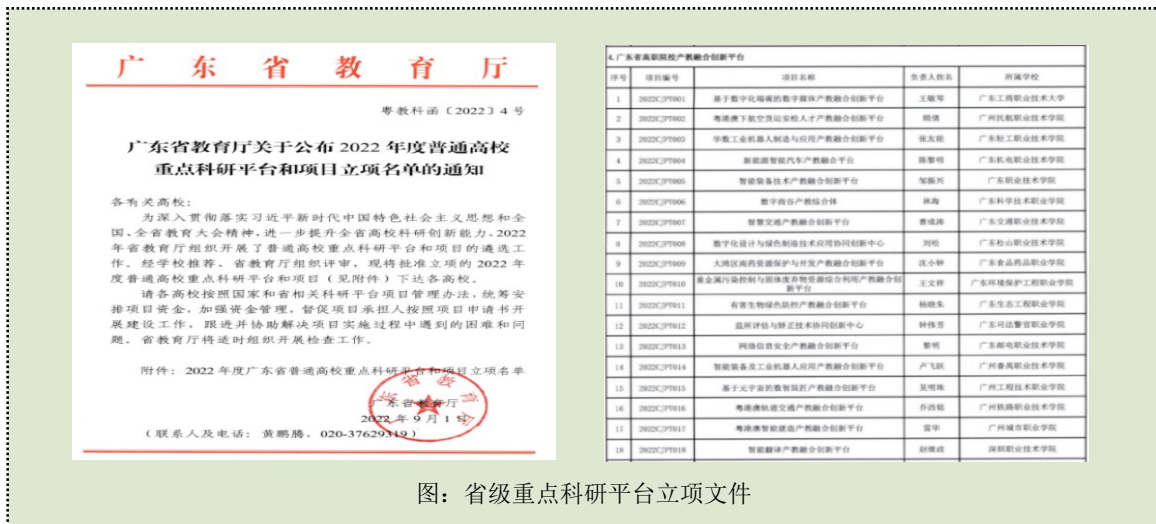 广东省教育厅
粤教科函〔2022〕4号
广东省教育厅关于公布 2022 年度普通高校
重点科研平台和项目立项名单的通知
各有关高校：
为深入贯彻落实习近平新时代中国特色社会主义思想和全
国、全省教育大会精神，进一步提升全省高校科研创新能力，2022
年省教育厅组织开展了普通高校重点科研平台和项目的遴选工
作。经学校推荐、省教育厅组织评审，现将批准立项的 2022 年
度普通高校重点科研平台和项目（见附件）下达各高校。
请各高校按照国家和省相关科研平台项目管理办法，统筹安
排项目资金，加强资金管理，督促项目承担人按照项目申请书开
展建设工作，跟进并协助解决项目实施过程中遇到的困难和问
题。省教育厅将适时组织开展检查工作。
附件：2022 年度广东省普通高校重点科研平台和项目立项名单
广东省教育厅
2022 年 9 月 1 日
（联系人及电话：黄鹏腾，020-37629319）
4.广东省高职院校产教融合创新平台
序号 项目编号 项目名称 负责人姓名 所属学校
1 2022CJPT001 基于数字化端砚的数字媒体产教融合创新平台 王敏琴 广东工商职业技术大学
2 2022CJPT002 粤港澳下航空货运安检人才产教融合创新平台 顾倩 广州民航职业技术学院
3 2022CJPT003 华数工业机器人制造与应用产教融合创新平台 张友能 广东轻工职业技术学院
4 2022CJPT004 新能源智能汽车产教融合平台 陈黎明 广东机电职业技术学院
5 2022CJPT005 智能装备技术产教融合创新平台 邹振兴 广东职业技术学院
6 2022CJPT006 数字商谷产教综合体 林海 广东科学技术职业学院
7 2022CJPT007 智慧交通产教融合创新平台 曹成涛 广东交通职业技术学院
8 2022CJPT008 数字化设计与绿色制造技术应用协同创新中心 刘松 广东松山职业技术学院
9 2022CJPT009 大湾区南药资源保护与开发产教融合创新平台 沈小钟 广东食品药品职业学院
10 2022CJPT010 重金属污染控制与固体废弃物资源综合利用产教融合创新平台 王文祥 广东环境保护工程职业学院
11 2022CJPT011 有害生物绿色防控产教融合创新平台 杨晓朱 广东生态工程职业学院
12 2022CJPT012 监所评估与矫正技术协同创新中心 钟伟芳 广东司法警官职业学院
13 2022CJPT013 网络信息安全产教融合创新平台 黎明 广东邮电职业技术学院
14 2022CJPT014 智能装备及工业机器人应用产教融合创新平台 卢飞跃 广州番禺职业技术学院
15 2022CJPT015 基于元宇宙的数智筑匠产教融合创新平台 吴明珠 广州工程技术职业学院
16 2022CJPT016 粤港澳轨道交通产教融合创新平台 乔西铭 广州铁路职业技术学院
17 2022CJPT017 粤港澳智能建造产教融合创新平台 雷华 广州城市职业学院
18 2022CJPT018 智能翻译产教融合创新平台 赵继政 深圳职业技术学院
图：省级重点科研平台立项文件